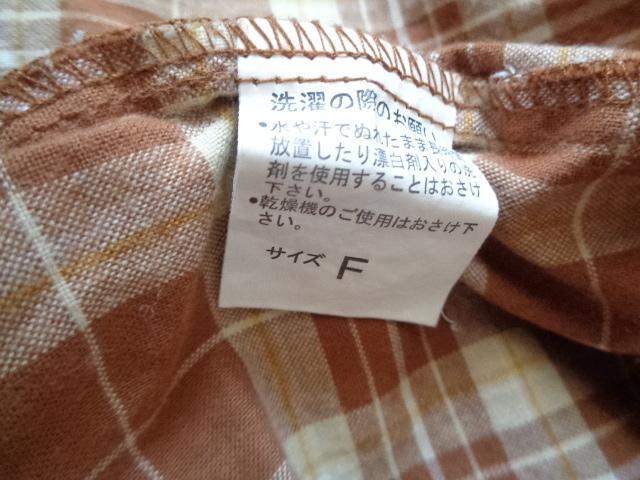 洗濯の際のお願い
●水や汗でぬれたまま長時間
放置したり漂白剤入りの洗
剤を使用することはおさけ
下さい。
●乾燥機のご使用はおさけ下
さい。
サイズ F